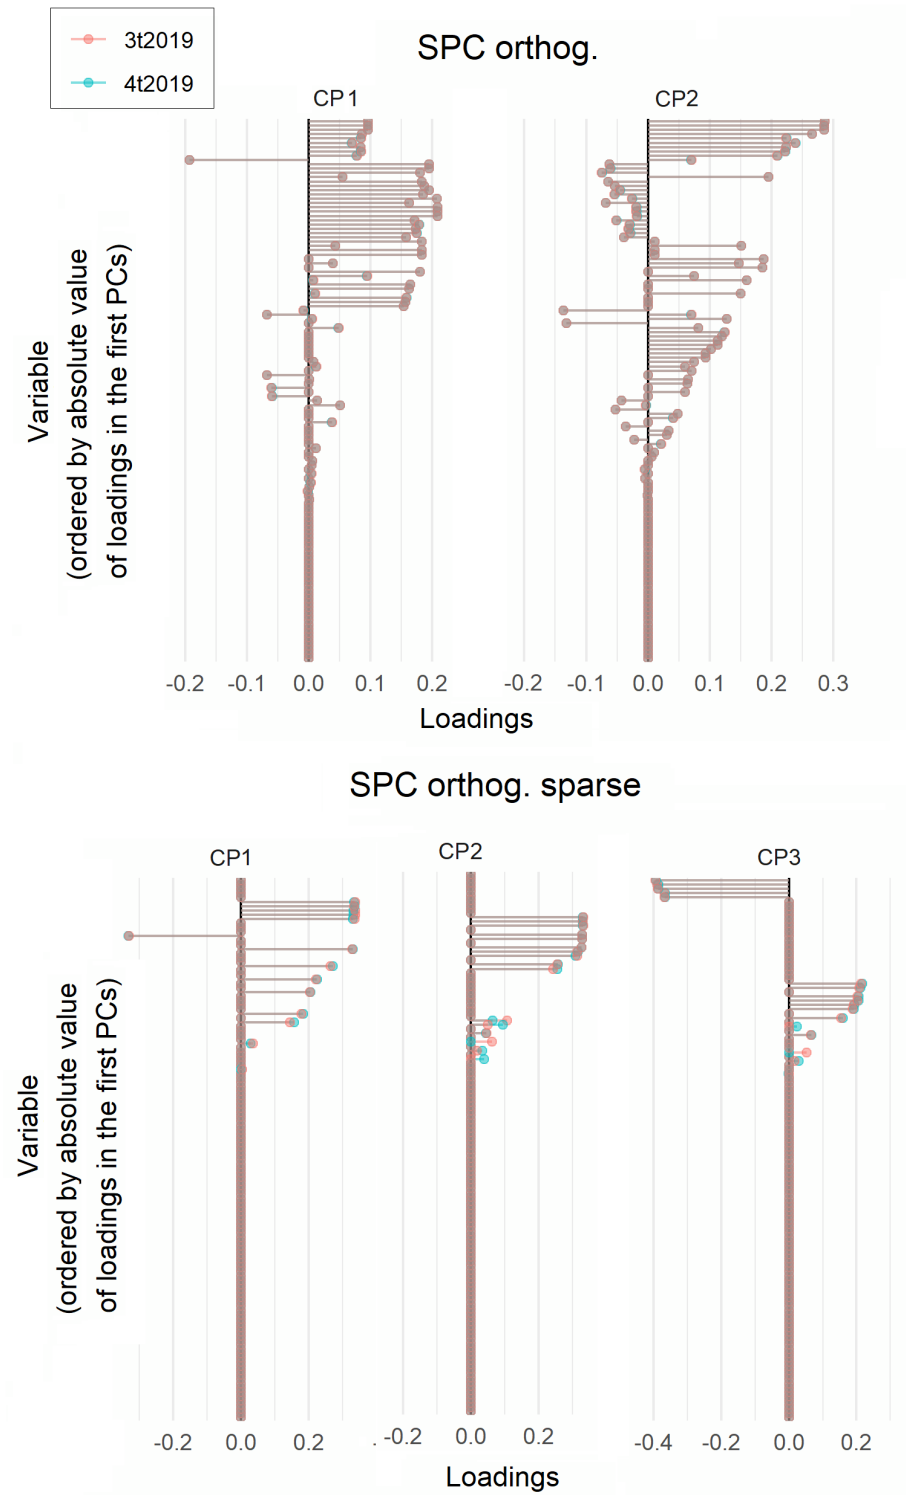 3t2019
4t2019
SPC orthog.
CP1 CP2
Variable
(ordered by absolute value
of loadings in the first PCs)
-0.2 -0.1 0.0 0.1 0.2 -0.2 -0.1 0.0 0.1 0.2 0.3
Loadings
SPC orthog. sparse
CP1 CP2 CP3
Variable
(ordered by absolute value
of loadings in the first PCs)
-0.2 0.0 0.2 -0.2 0.0 0.2 -0.4 -0.2 0.0 0.2
Loadings